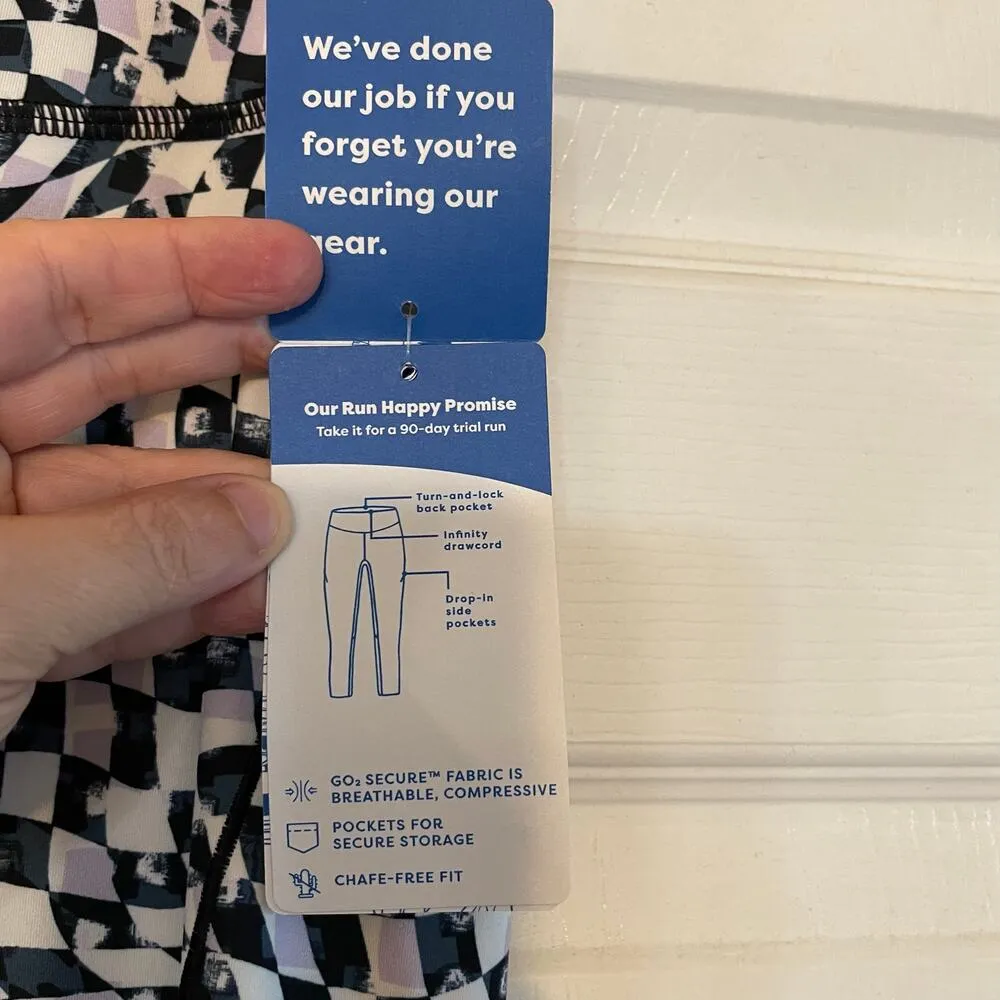 We've done
our job if you
forget you're
wearing our
gear.
Our Run Happy Promise
Take it for a 90-day trial run
Turn-and-lock
back pocket
Infinity
drawcord
Drop-in
side
pockets
GO₂ SECURE™ FABRIC IS
BREATHABLE, COMPRESSIVE
POCKETS FOR
SECURE STORAGE
CHAFE-FREE FIT